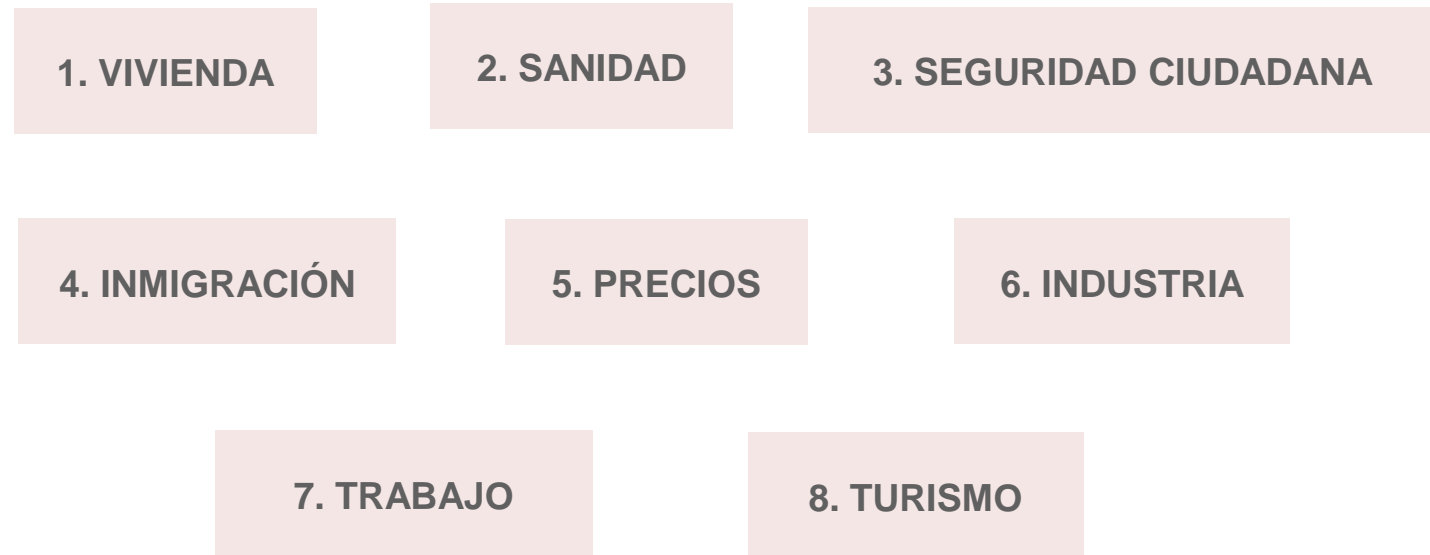 1. VIVIENDA
2. SANIDAD
3. SEGURIDAD CIUDADANA
4. INMIGRACIÓN
5. PRECIOS
6. INDUSTRIA
7. TRABAJO
8. TURISMO